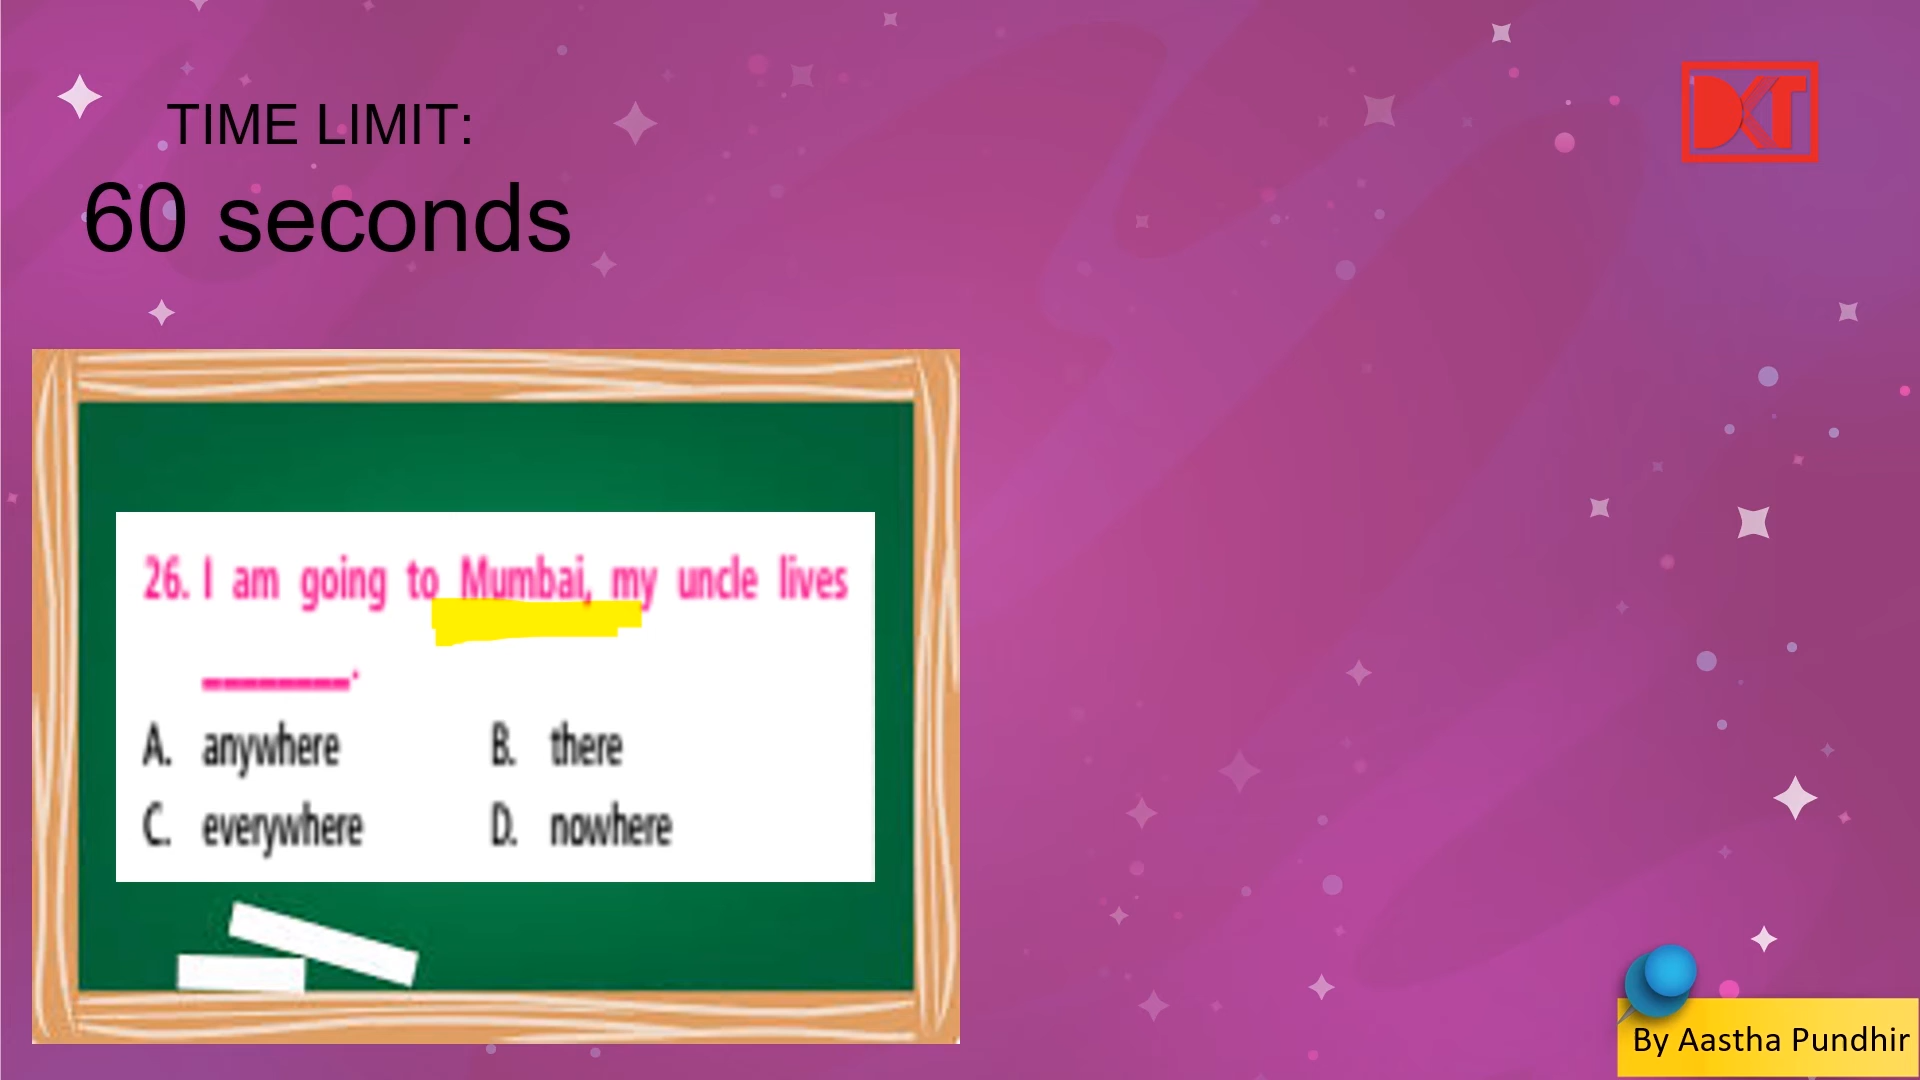 TIME LIMIT:
60 seconds
DKT
26. I am going to Mumbai, my uncle lives
________.
A. anywhere B. there
C. everywhere D. nowhere
By Aastha Pundhir